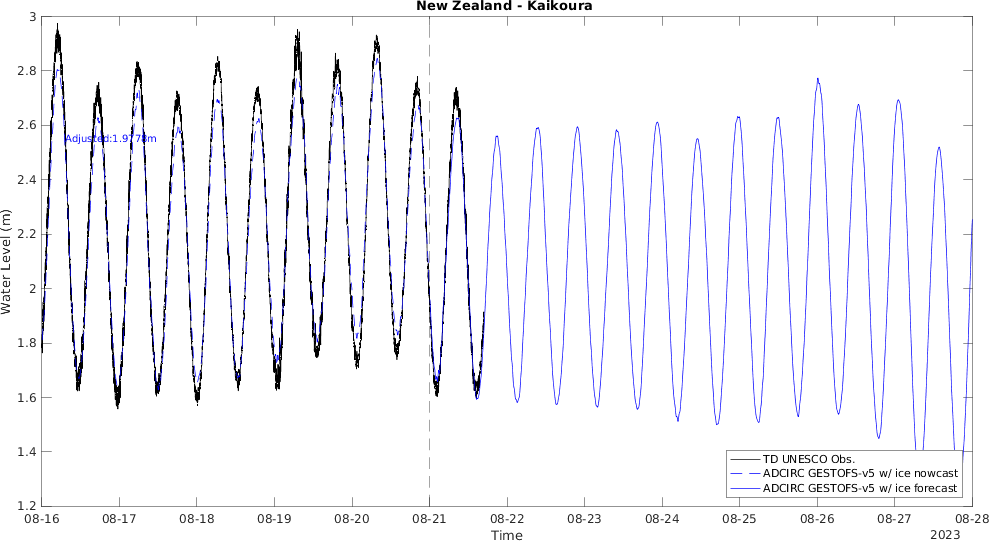 New Zealand - Kaikoura
3
2.8
2.6
2.4
2.2
2
1.8
1.6
1.4
1.2
Water Level (m)
Adjusted:1.9778m
TD UNESCO Obs.
ADCIRC GESTOFS-v5 w/ ice nowcast
ADCIRC GESTOFS-v5 w/ ice forecast
08-16 08-17 08-18 08-19 08-20 08-21 08-22 08-23 08-24 08-25 08-26 08-27 08-28
Time
2023